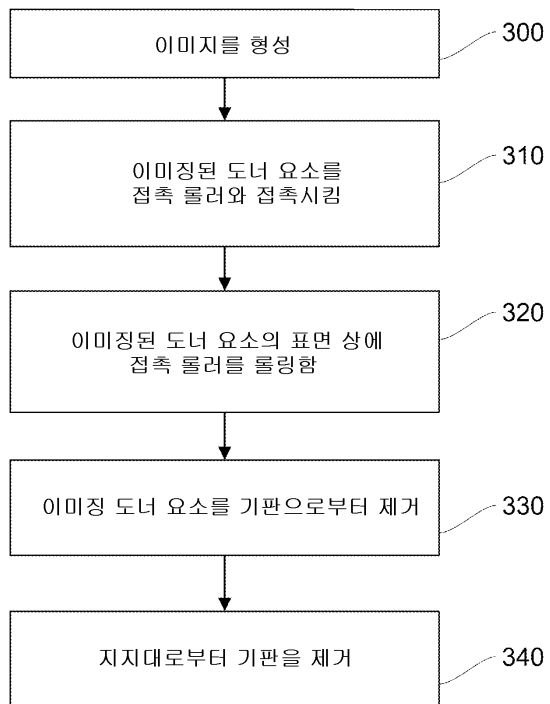 이미지를 형성
300
이미징된 도너 요소를
접촉 롤러와 접촉시킴
310
이미징된 도너 요소의 표면 상에
접촉 롤러를 롤링함
320
이미징 도너 요소를 기판으로부터 제거
330
지지대로부터 기판을 제거
340